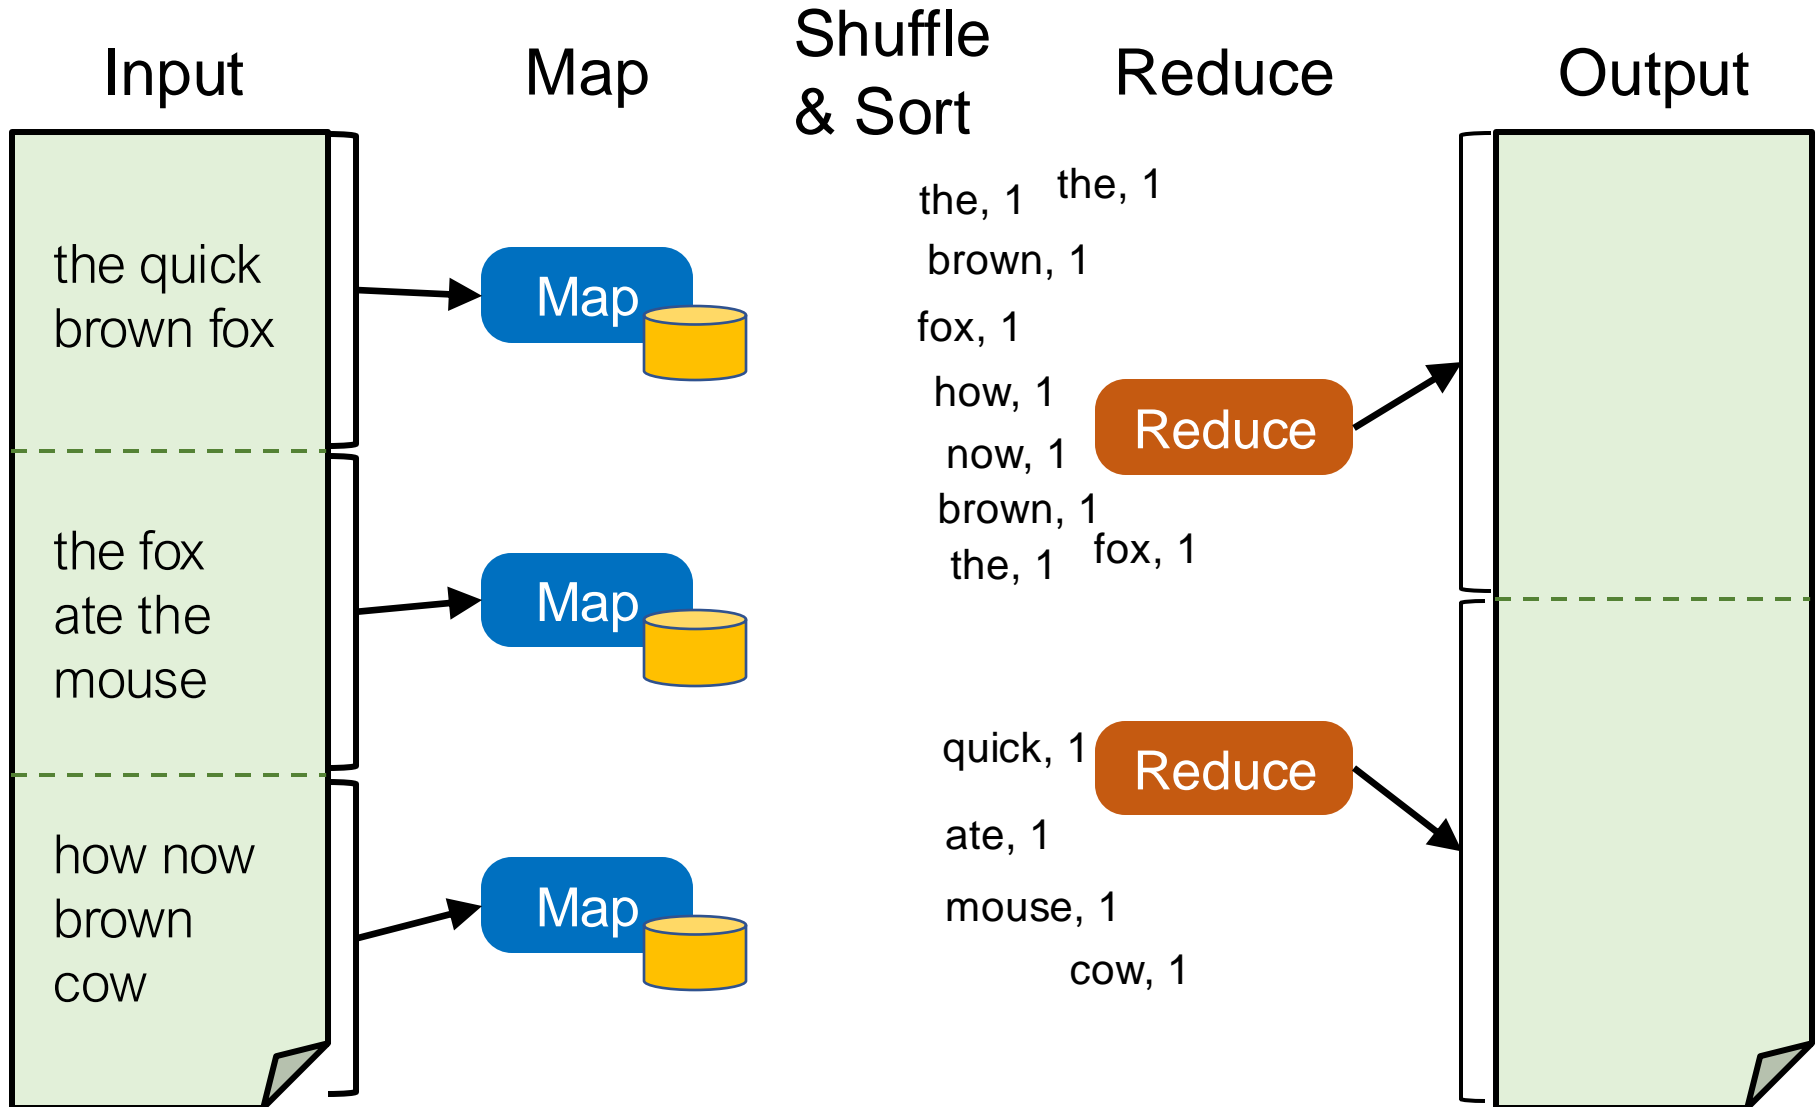 Input
Map
Shuffle
& Sort
Reduce
Output
the quick
brown fox
the fox
ate the
mouse
how now
brown
cow
Map
Map
Map
the, 1
the, 1
brown, 1
fox, 1
how, 1
now, 1
brown, 1
the, 1
fox, 1
quick, 1
ate, 1
mouse, 1
cow, 1
Reduce
Reduce